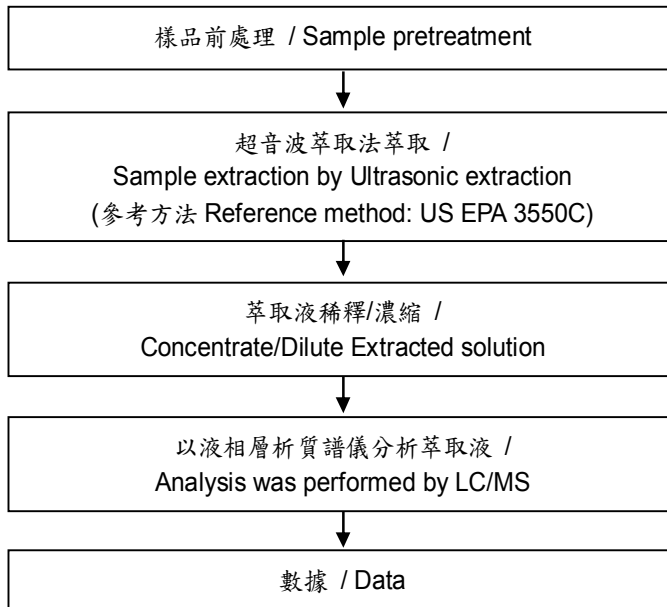 樣品前處理 / Sample pretreatment
超音波萃取法萃取 /
Sample extraction by Ultrasonic extraction
(參考方法 Reference method: US EPA 3550C)
萃取液稀釋/濃縮 /
Concentrate/Dilute Extracted solution
以液相層析質譜儀分析萃取液 /
Analysis was performed by LC/MS
數據 / Data